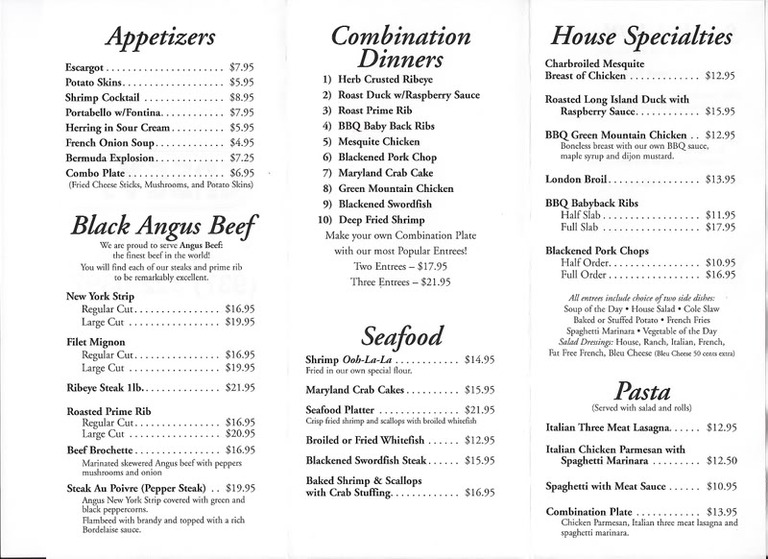 Appetizers
Escargot . . . . . . . . . . . . . . . . . . . . . . $7.95
Potato Skins. . . . . . . . . . . . . . . . . . . . $5.95
Shrimp Cocktail . . . . . . . . . . . . . . . . $8.95
Portabello w/Fontina. . . . . . . . . . . . . $7.95
Herring in Sour Cream. . . . . . . . . . . $5.95
French Onion Soup. . . . . . . . . . . . . . $4.95
Bermuda Explosion. . . . . . . . . . . . . . $7.25
Combo Plate . . . . . . . . . . . . . . . . . . . $6.95
(Fried Cheese Sticks, Mushrooms, and Potato Skins)
Black Angus Beef
We are proud to serve Angus Beef:
the finest beef in the world!
You will find each of our steaks and prime rib
to be remarkably excellent.
New York Strip
Regular Cut. . . . . . . . . . . . . . . . $16.95
Large Cut . . . . . . . . . . . . . . . . . $19.95
Filet Mignon
Regular Cut. . . . . . . . . . . . . . . . $16.95
Large Cut . . . . . . . . . . . . . . . . . $19.95
Ribeye Steak 1lb. . . . . . . . . . . . . . . . $21.95
Roasted Prime Rib
Regular Cut. . . . . . . . . . . . . . . . $16.95
Large Cut . . . . . . . . . . . . . . . . . $20.95
Beef Brochette . . . . . . . . . . . . . . . . . $16.95
Marinated skewered Angus beef with peppers
mushrooms and onion
Steak Au Poivre (Pepper Steak) . . $19.95
Angus New York Strip covered with green and
black peppercorns.
Flambeed with brandy and topped with a rich
Bordelaise sauce.
Combination
Dinners
1) Herb Crusted Ribeye
2) Roast Duck w/Raspberry Sauce
3) Roast Prime Rib
4) BBQ Baby Back Ribs
5) Mesquite Chicken
6) Blackened Pork Chop
7) Maryland Crab Cakes
8) Green Mountain Chicken
9) Blackened Swordfish
10) Deep Fried Shrimp
Make your own Combination Plate
with our most Popular Entrees!
Two Entrees – $17.95
Three Entrees – $21.95
Seafood
Shrimp Ooh-La-La . . . . . . . . . . . . $14.95
Fried in our own special flour.
Maryland Crab Cakes . . . . . . . . . . $15.95
Seafood Platter . . . . . . . . . . . . . . . . $21.95
Crisp fried shrimp and scallops with broiled whitefish
Broiled or Fried Whitefish . . . . . . $12.95
Blackened Swordfish Steak. . . . . . $15.95
Baked Shrimp & Scallops
with Crab Stuffing. . . . . . . . . . . . . $16.95
House Specialties
Charbroiled Mesquite
Breast of Chicken . . . . . . . . . . . . . $12.95
Roasted Long Island Duck with
Raspberry Sauce. . . . . . . . . . . . . $15.95
BBQ Green Mountain Chicken . . $12.95
Boneless breast with our own BBQ sauce,
maple syrup and dijon mustard.
London Broil. . . . . . . . . . . . . . . . . $13.95
BBQ Babyback Ribs
Half Slab . . . . . . . . . . . . . . . . . $11.95
Full Slab . . . . . . . . . . . . . . . . . $17.95
Blackened Pork Chops
Half Order. . . . . . . . . . . . . . . . $10.95
Full Order . . . . . . . . . . . . . . . . $16.95
All entrees include choice of two side dishes:
Soup of the Day • House Salad • Cole Slaw
Baked or Stuffed Potato • French Fries
Spaghetti Marinara • Vegetable of the Day
Salad Dressings: House, Ranch, Italian, French,
Fat Free French, Bleu Cheese (Bleu Cheese 50 cents extra)
Pasta
(Served with salad and rolls)
Italian Three Meat Lasagna. . . . . . $12.95
Italian Chicken Parmesan with
Spaghetti Marinara . . . . . . . . . $12.50
Spaghetti with Meat Sauce . . . . . . $10.95
Combination Plate . . . . . . . . . . . . $13.95
Chicken Parmesan, Italian three meat lasagna and
spaghetti marinara.